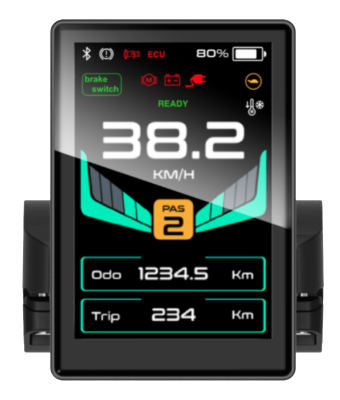 ECU 80%
brake
switch
M
READY
38.2
KM/H
PAS
2
Odo 1234.5 Km
Trip 234 Km